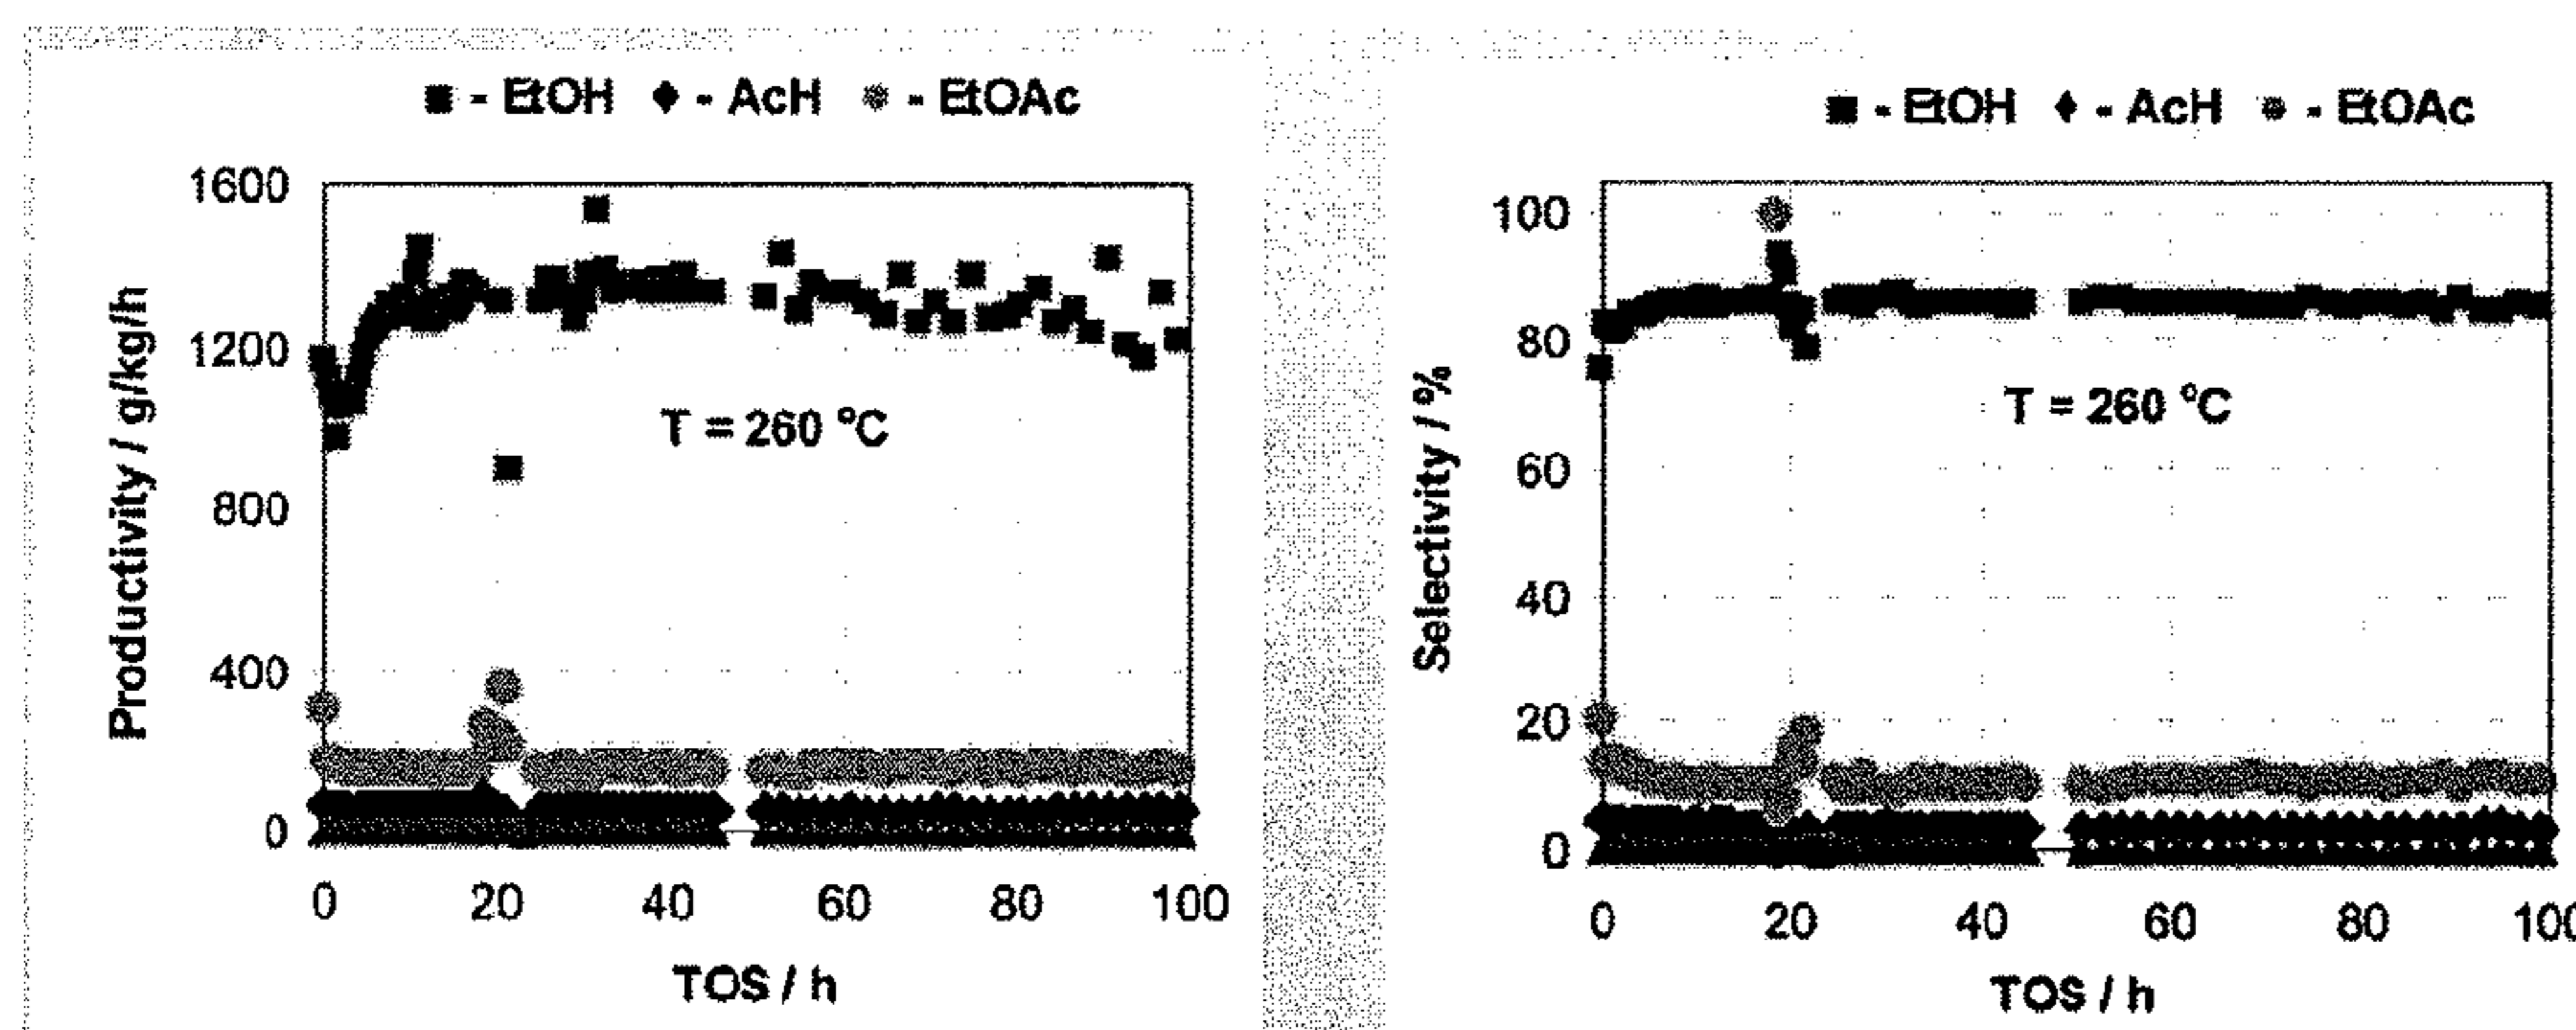 ■ - EtOH ◆ - AcH ● - EtOAc
1600
1200
800
400
0
Productivity / g/kg/h
T = 260 °C
0 20 40 60 80 100
TOS / h
■ - EtOH ◆ - AcH ● - EtOAc
100
80
60
40
20
0
Selectivity / %
T = 260 °C
0 20 40 60 80 100
TOS / h